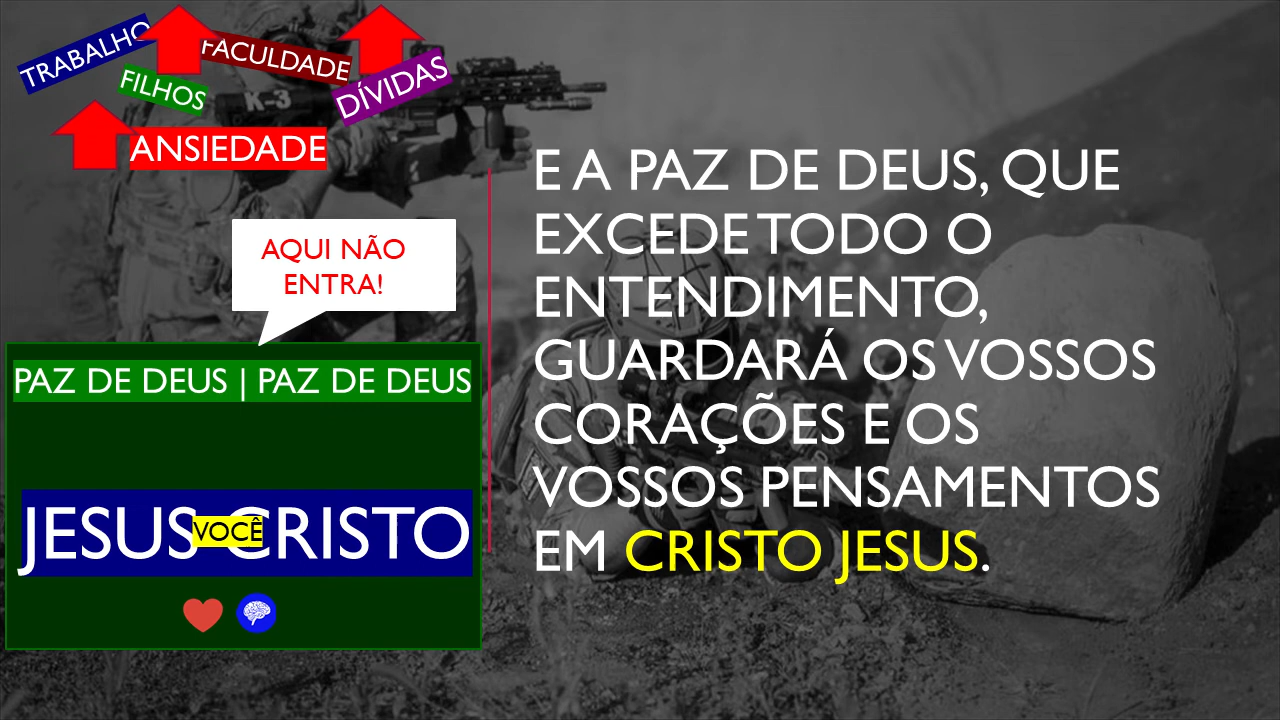 TRABALHO
FACULDADE
FILHOS
DÍVIDAS
K-3
ANSIEDADE
AQUI NÃO
ENTRA!
PAZ DE DEUS | PAZ DE DEUS
JESUS CRISTO
VOCÊ
E A PAZ DE DEUS, QUE
EXCEDE TODO O
ENTENDIMENTO,
GUARDARÁ OS VOSSOS
CORAÇÕES E OS
VOSSOS PENSAMENTOS
EM CRISTO JESUS.